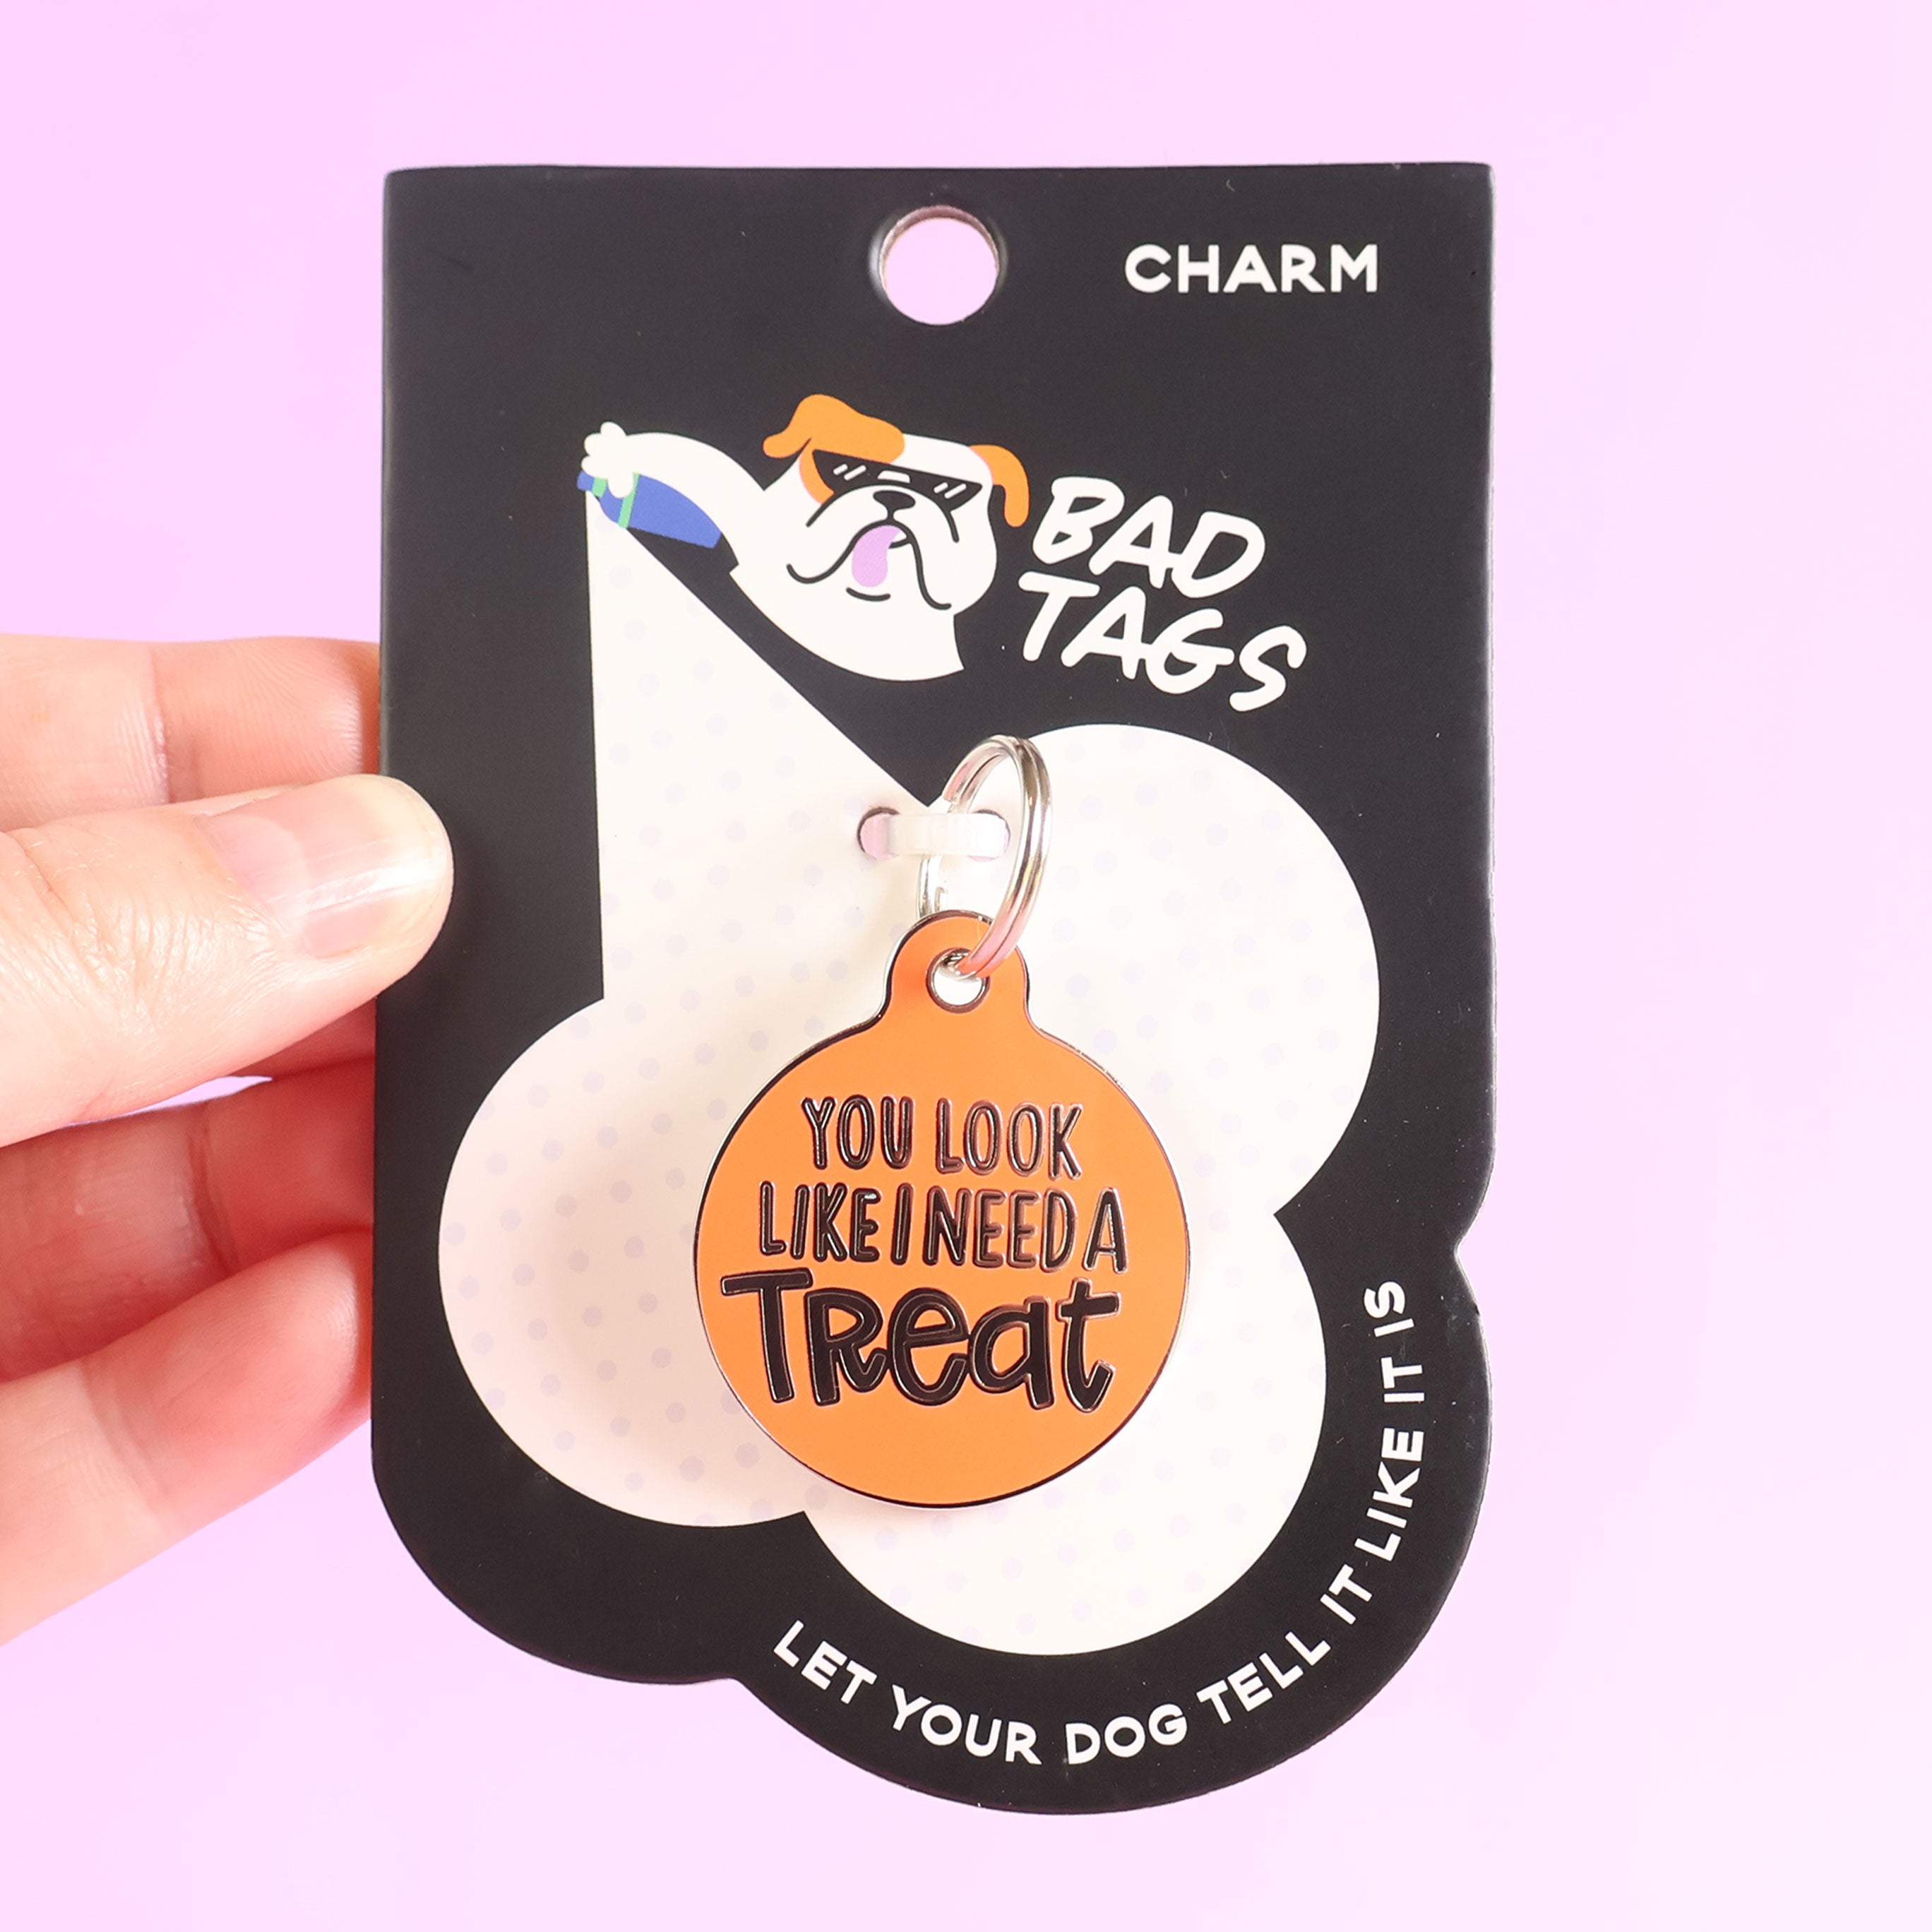 CHARM
BAD
TAGS
YOU LOOK
LIKE I NEED A
Treat
LET YOUR DOG TELL IT LIKE IT IS